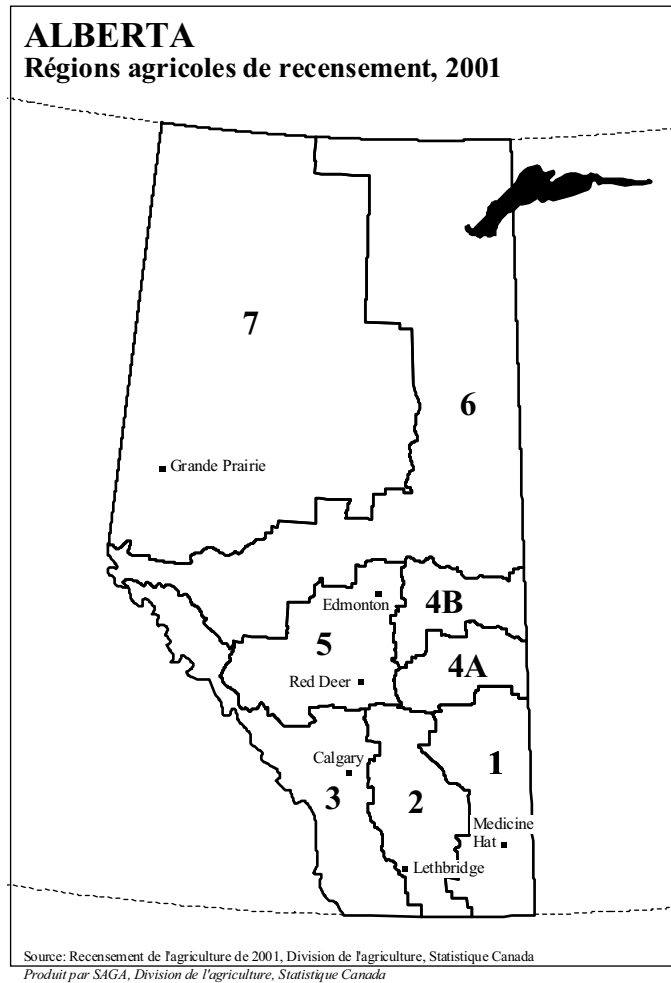 ALBERTA
Régions agricoles de recensement, 2001
7
6
Grande Prairie
Edmonton
4B
5
4A
Red Deer
1
Calgary
3
2
Medicine
Hat
Lethbridge
Source: Recensement de l'agriculture de 2001, Division de l'agriculture, Statistique Canada
Produit par SAGA, Division de l'agriculture, Statistique Canada